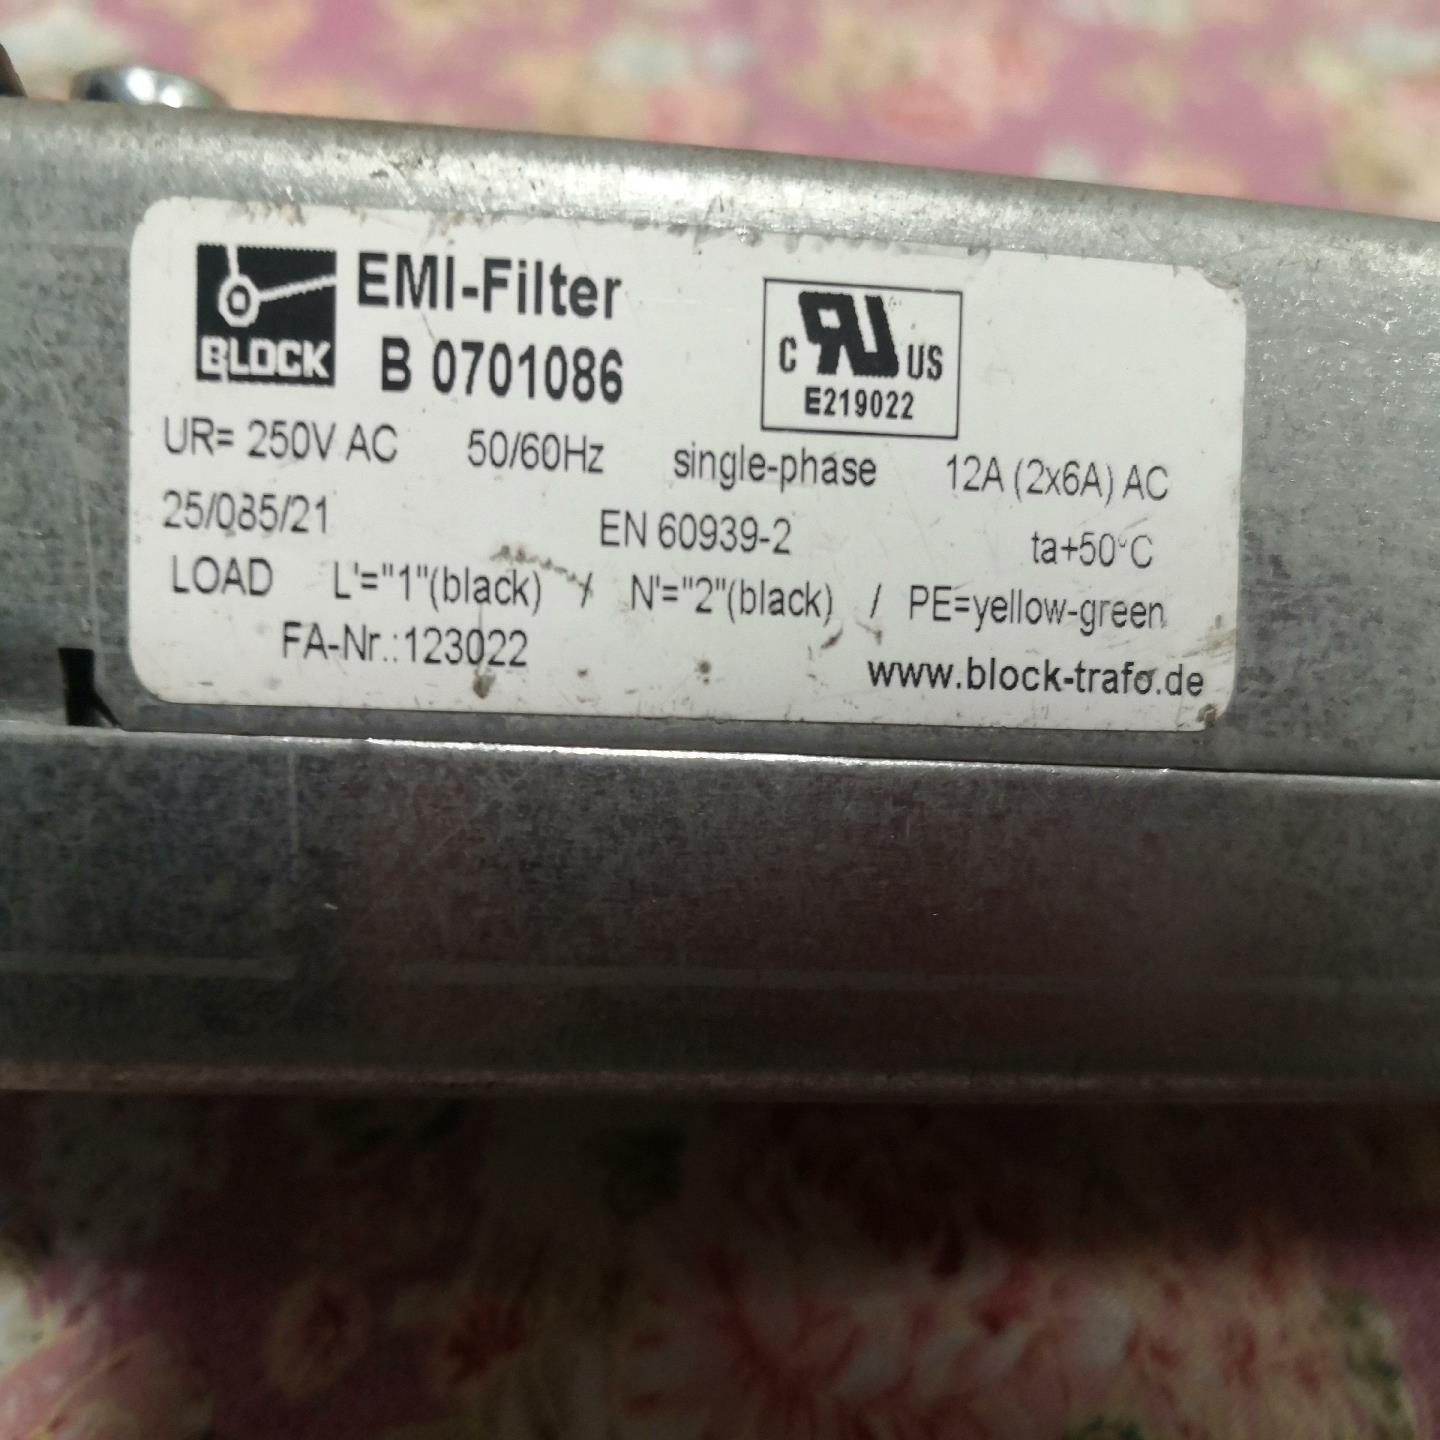 BLOCK
EMI-Filter
B 0701086
c RU US
E219022
UR= 250V AC 50/60Hz single-phase 12A (2x6A) AC
25/085/21 EN 60939-2 ta+50°C
LOAD L'="1"(black) / N'="2"(black) / PE=yellow-green
FA-Nr.:123022
www.block-trafo.de